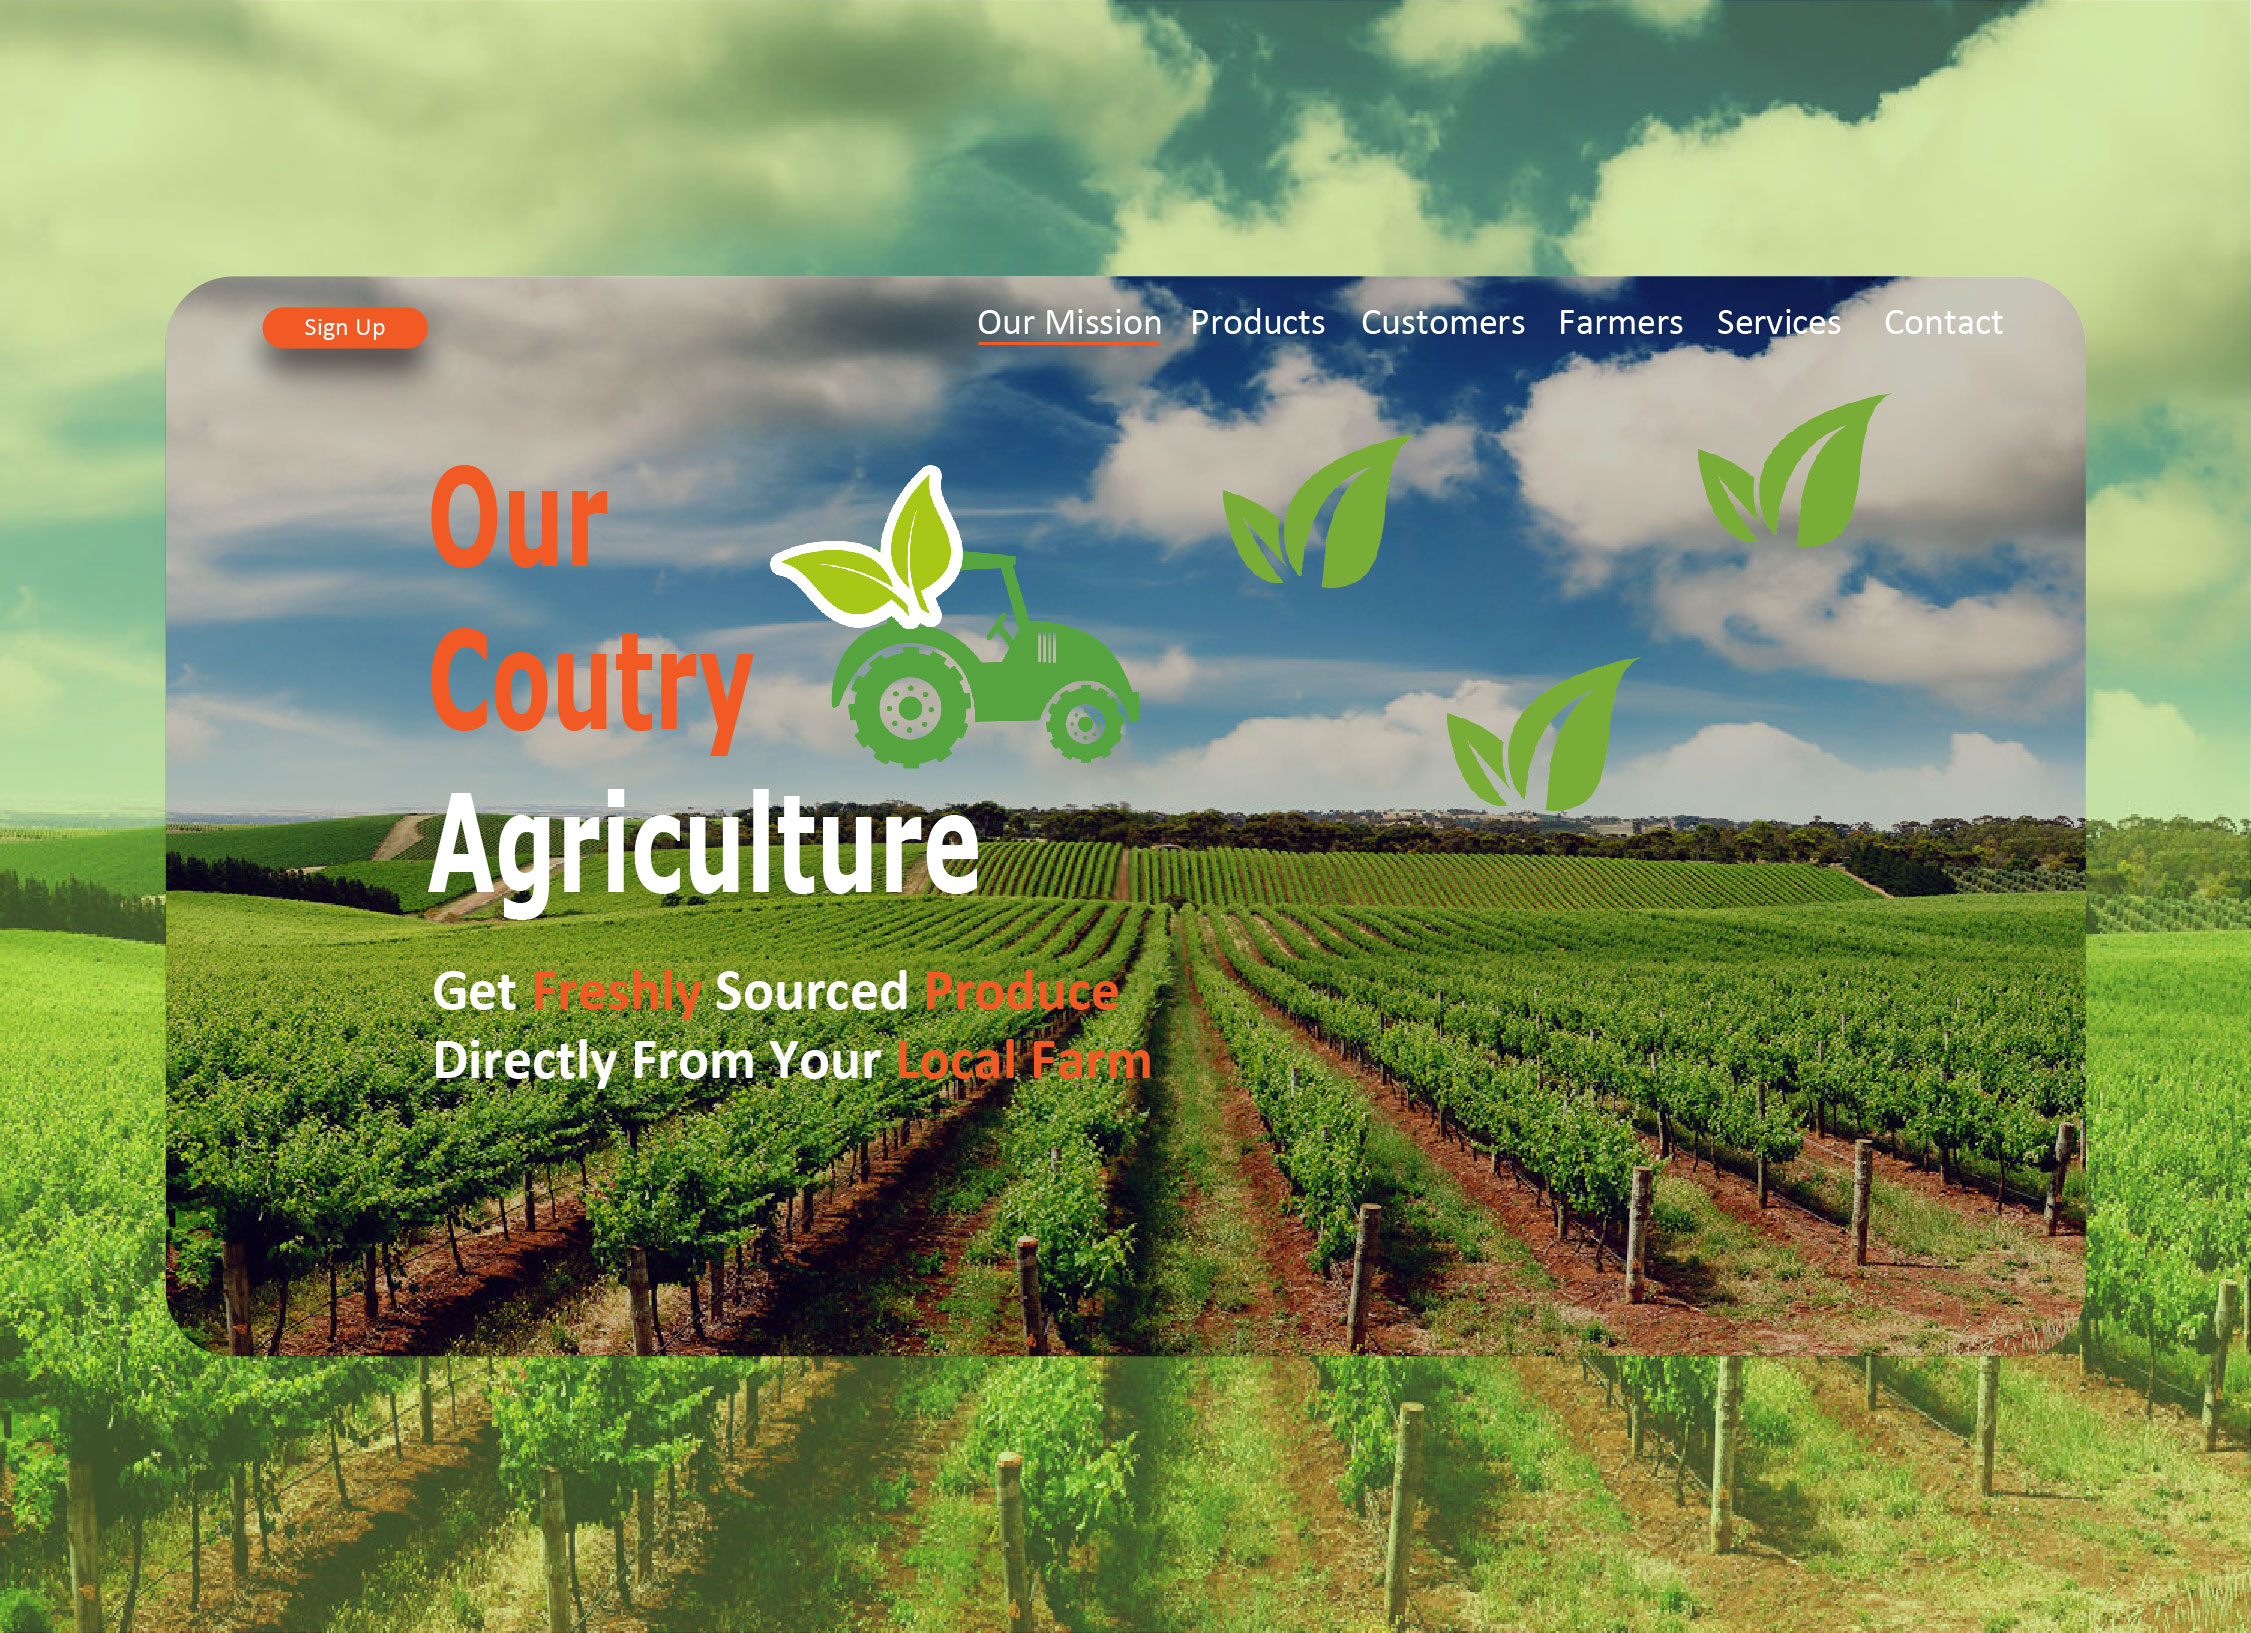 Sign Up
Our Mission Products Customers Farmers Services Contact
Our
Coutry
Agriculture
Get Freshly Sourced Produce
Directly From Your Local Farm